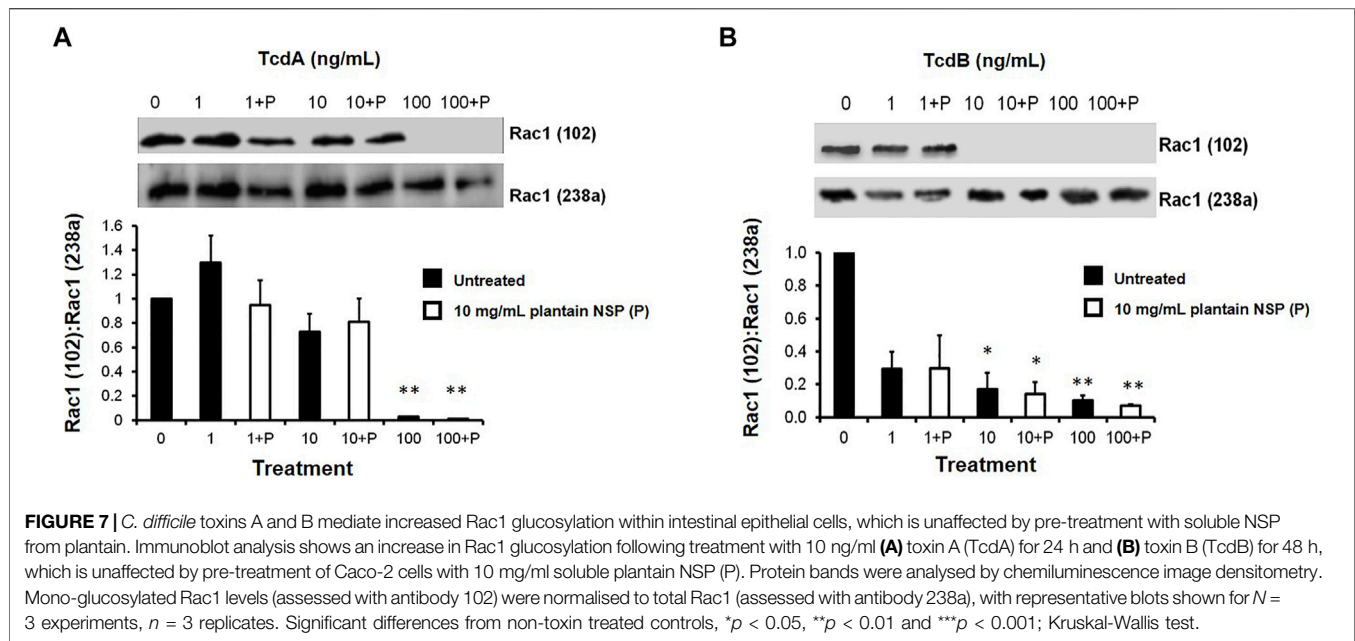 A
TcdA (ng/mL)
0 1 1+P 10 10+P 100 100+P
Rac1 (102)
Rac1 (238a)
Rac1 (102):Rac1 (238a)
1.6
1.4
1.2
1
0.8
0.6
0.4
0.2
0
Untreated
10 mg/mL plantain NSP (P)
** **
0 1 1+P 10 10+P 100 100+P
Treatment
B
TcdB (ng/mL)
0 1 1+P 10 10+P 100 100+P
Rac1 (102)
Rac1 (238a)
Rac1 (102):Rac1 (238a)
1.0
0.8
0.6
0.4
0.2
0.0
Untreated
10 mg/mL plantain NSP (P)
* * ** **
0 1 1+P 10 10+P 100 100+P
Treatment
FIGURE 7 | C. difficile toxins A and B mediate increased Rac1 glucosylation within intestinal epithelial cells, which is unaffected by pre-treatment with soluble NSP
from plantain. Immunoblot analysis shows an increase in Rac1 glucosylation following treatment with 10 ng/ml (A) toxin A (TcdA) for 24 h and (B) toxin B (TcdB) for 48 h,
which is unaffected by pre-treatment of Caco-2 cells with 10 mg/ml soluble plantain NSP (P). Protein bands were analysed by chemiluminescence image densitometry.
Mono-glucosylated Rac1 levels (assessed with antibody 102) were normalised to total Rac1 (assessed with antibody 238a), with representative blots shown for N =
3 experiments, n = 3 replicates. Significant differences from non-toxin treated controls, *p < 0.05, **p < 0.01 and ***p < 0.001; Kruskal-Wallis test.